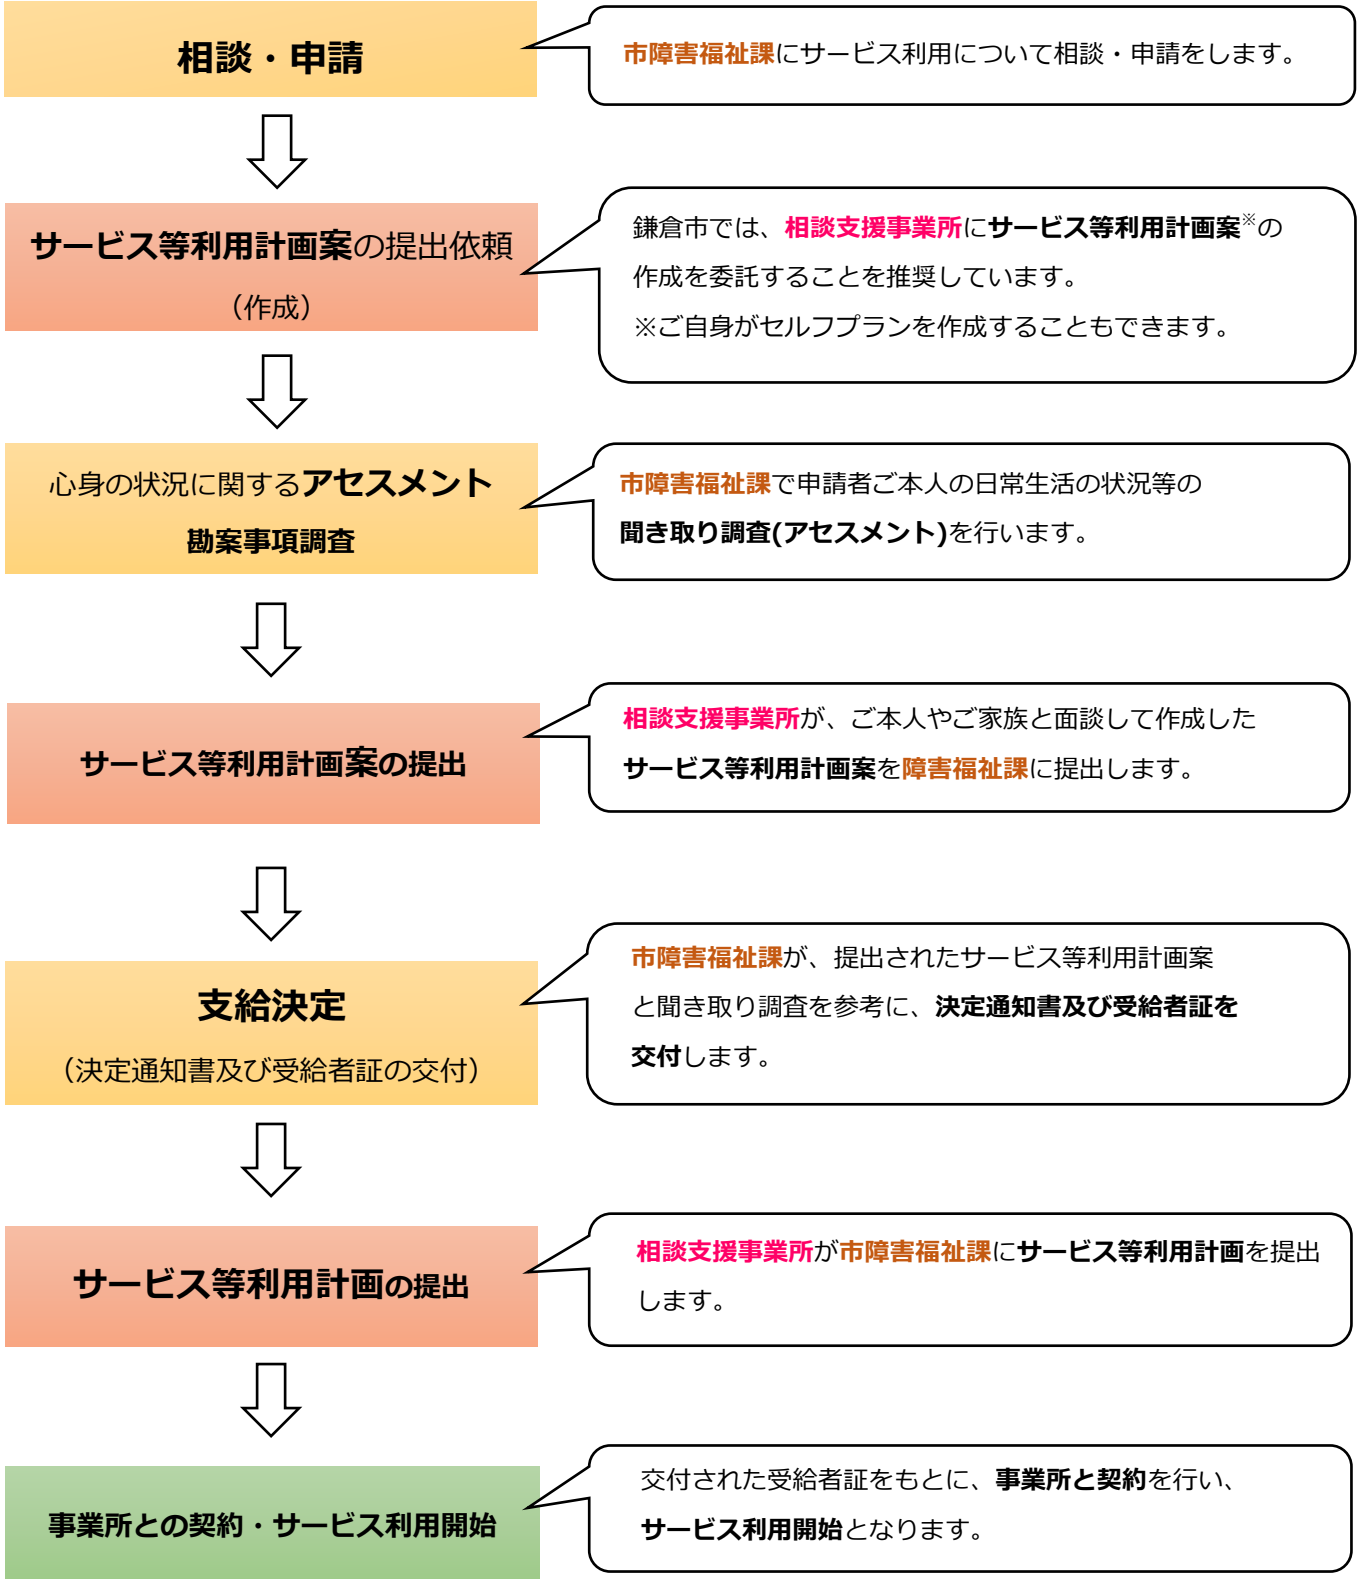 相談・申請
市障害福祉課にサービス利用について相談・申請をします。
サービス等利用計画案の提出依頼
（作成）
鎌倉市では、相談支援事業所にサービス等利用計画案※の
作成を委託することを推奨しています。
※ご自身がセルフプランを作成することもできます。
心身の状況に関するアセスメント
勘案事項調査
市障害福祉課で申請者ご本人の日常生活の状況等の
聞き取り調査(アセスメント)を行います。
サービス等利用計画案の提出
相談支援事業所が、ご本人やご家族と面談して作成した
サービス等利用計画案を障害福祉課に提出します。
支給決定
（決定通知書及び受給者証の交付）
市障害福祉課が、提出されたサービス等利用計画案
と聞き取り調査を参考に、決定通知書及び受給者証を
交付します。
サービス等利用計画の提出
相談支援事業所が市障害福祉課にサービス等利用計画を提出
します。
事業所との契約・サービス利用開始
交付された受給者証をもとに、事業所と契約を行い、
サービス利用開始となります。